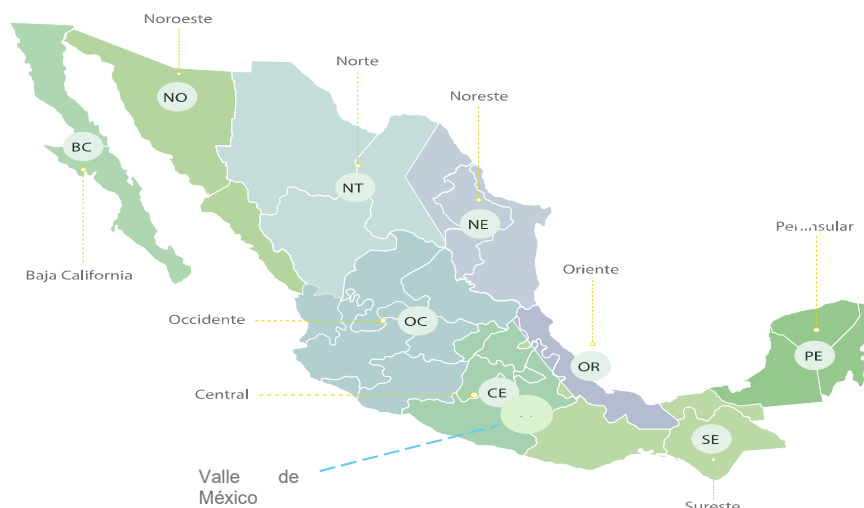 Noroeste
Norte
Noreste
NO
BC
NT
NE
Peninsular
Baja California
Oriente
Occidente
OC
PE
OR
Central
CE
SE
Valle de
México
Sureste